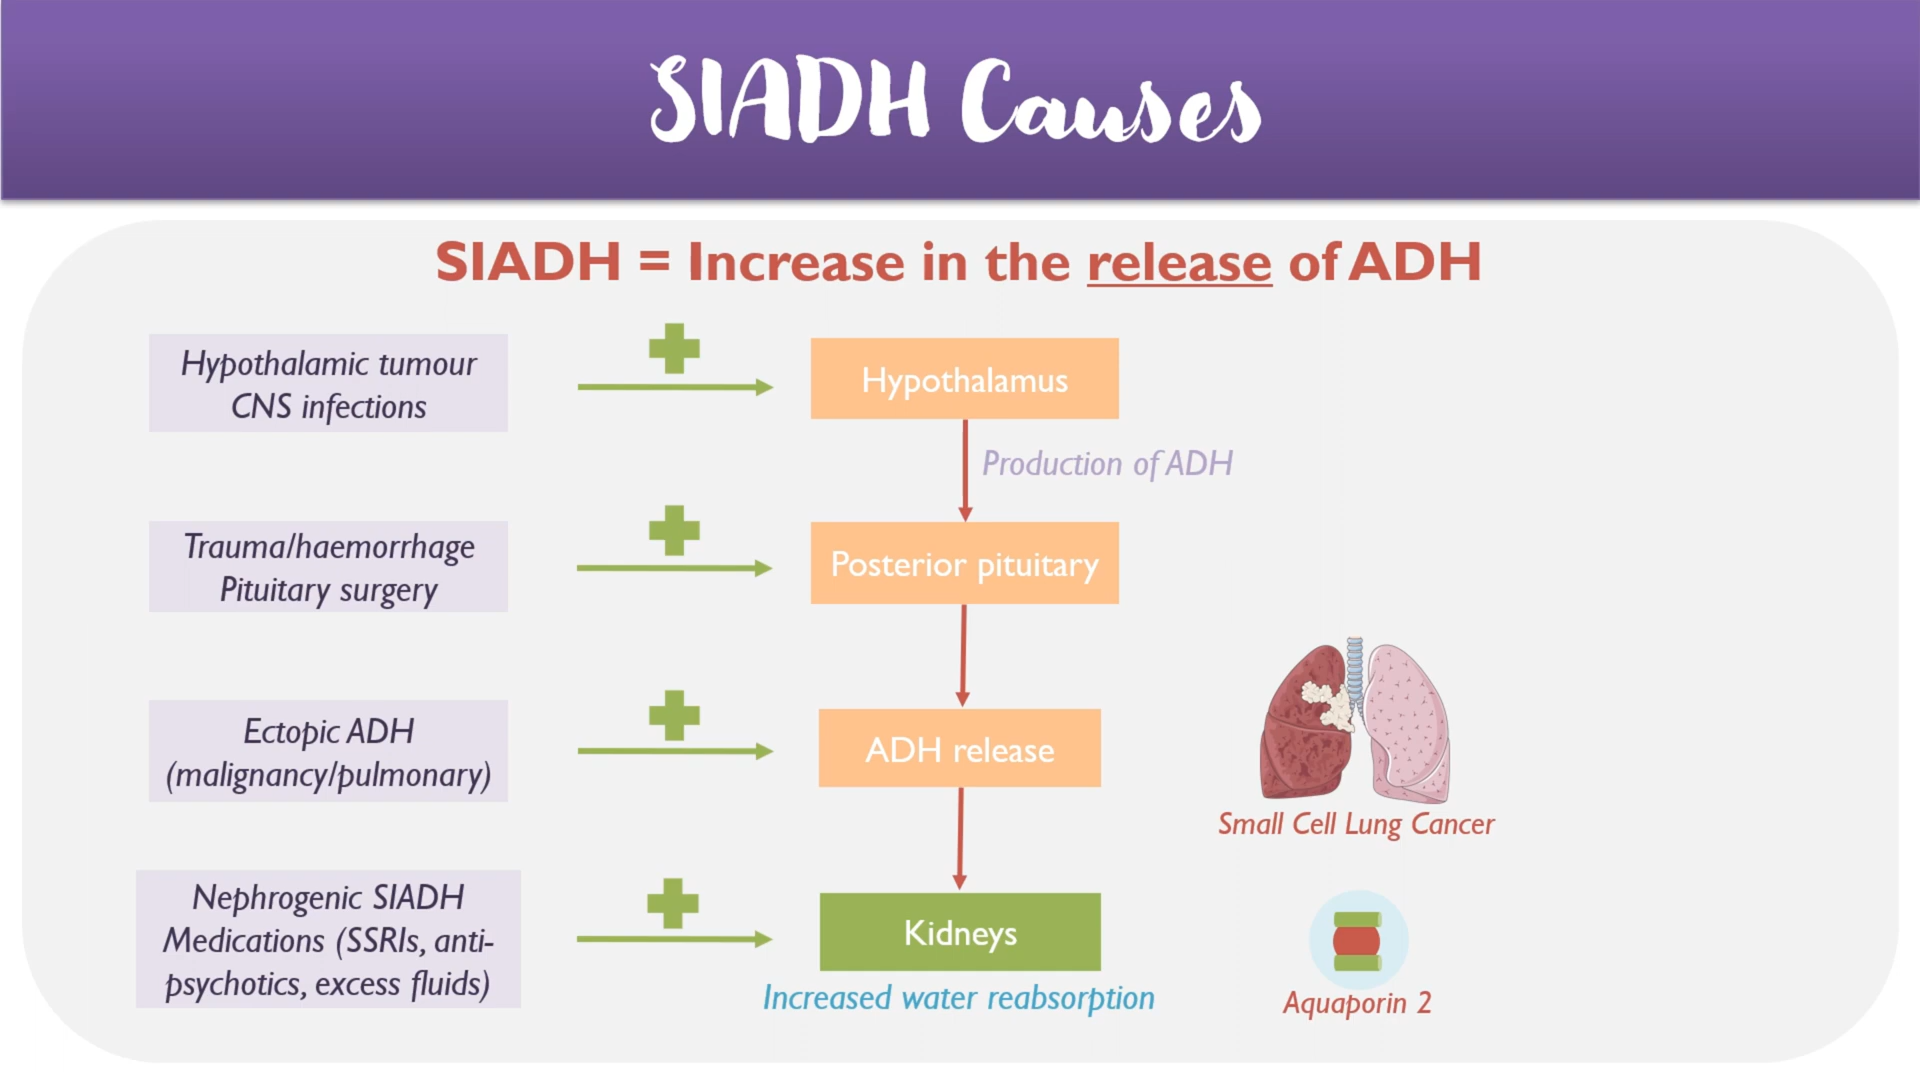 SIADH Causes
SIADH = Increase in the release of ADH
Hypothalamic tumour
CNS infections
Hypothalamus
Production of ADH
Trauma/haemorrhage
Pituitary surgery
Posterior pituitary
Ectopic ADH
(malignancy/pulmonary)
ADH release
Small Cell Lung Cancer
Nephrogenic SIADH
Medications (SSRIs, anti-
psychotics, excess fluids)
Kidneys
Increased water reabsorption
Aquaporin 2